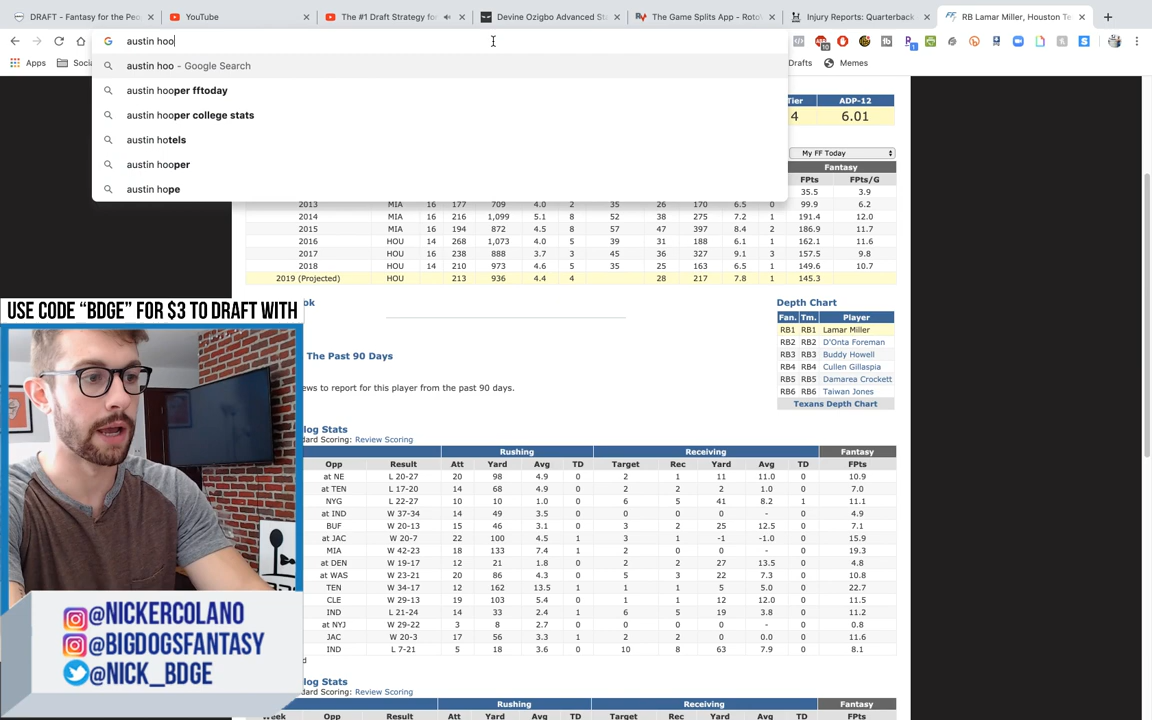 DRAFT - Fantasy for the Peo
YouTube
The #1 Draft Strategy fo
Devine Ozigbo Advanced St
The Game Splits App - RotoV
Injury Reports: Quarterback
RB Lamar Miller, Houston Te
austin hoo
austin hoo - Google Search
austin hooper fftoday
austin hooper college stats
austin hotels
austin hooper
austin hope
Apps
Drafts
Memes
Tier ADP-12
4 6.01
My FF Today
Fantasy
FPts FPts/G
35.5 3.9
2013 MIA 16 177 709 4.0 2 35 26 170 6.5 0 99.9 6.2
2014 MIA 16 216 1,099 5.1 8 52 38 275 7.2 1 191.4 12.0
2015 MIA 16 194 872 4.5 8 57 47 397 8.4 2 186.9 11.7
2016 HOU 14 268 1,073 4.0 5 39 31 188 6.1 1 162.1 11.6
2017 HOU 16 238 888 3.7 3 45 36 327 9.1 3 157.5 9.8
2018 HOU 14 210 973 4.6 5 35 25 163 6.5 1 149.6 10.7
2019 (Projected) HOU 213 936 4.4 4 28 217 7.8 1 145.3
ok
Depth Chart
Fan. Tm. Player
RB1 RB1 Lamar Miller
RB2 RB2 D'Onta Foreman
RB3 RB3 Buddy Howell
RB4 RB4 Cullen Gillaspia
RB5 RB5 Damarea Crockett
RB6 RB6 Taiwan Jones
Texans Depth Chart
The Past 90 Days
ews to report for this player from the past 90 days.
log Stats
dard Scoring: Review Scoring
Rushing Receiving Fantasy
Opp Result Att Yard Avg TD Target Rec Yard Avg TD FPts
at NE L 20-27 20 98 4.9 0 2 1 11 11.0 0 10.9
at TEN L 17-20 14 68 4.9 0 2 2 2 1.0 0 7.0
NYG L 22-27 10 10 1.0 0 6 5 41 8.2 1 11.1
at IND W 37-34 14 49 3.5 0 0 0 0 - 0 4.9
BUF W 20-13 15 46 3.1 0 3 2 25 12.5 0 7.1
at JAC W 20-7 22 100 4.5 1 3 1 -1 -1.0 0 15.9
MIA W 42-23 18 133 7.4 1 2 0 0 - 0 19.3
at DEN W 19-17 12 21 1.8 0 2 2 27 13.5 0 4.8
at WAS W 23-21 20 86 4.3 0 5 3 22 7.3 0 10.8
TEN W 34-17 12 162 13.5 1 1 1 5 5.0 0 22.7
CLE W 29-13 19 103 5.4 0 1 1 12 12.0 0 11.5
IND L 21-24 14 33 2.4 1 6 5 19 3.8 0 11.2
at NYJ W 29-22 3 8 2.7 0 0 0 0 - 0 0.8
JAC W 20-3 17 56 3.3 1 2 2 0 0.0 0 11.6
IND L 7-21 5 18 3.6 0 10 8 63 7.9 0 8.1
log Stats
dard Scoring: Review Scoring
Rushing Receiving Fantasy
USE CODE "BDGE" FOR $3 TO DRAFT WITH
@NICKERCOLANO
@BIGDOGSFANTASY
@NICK_BDGE